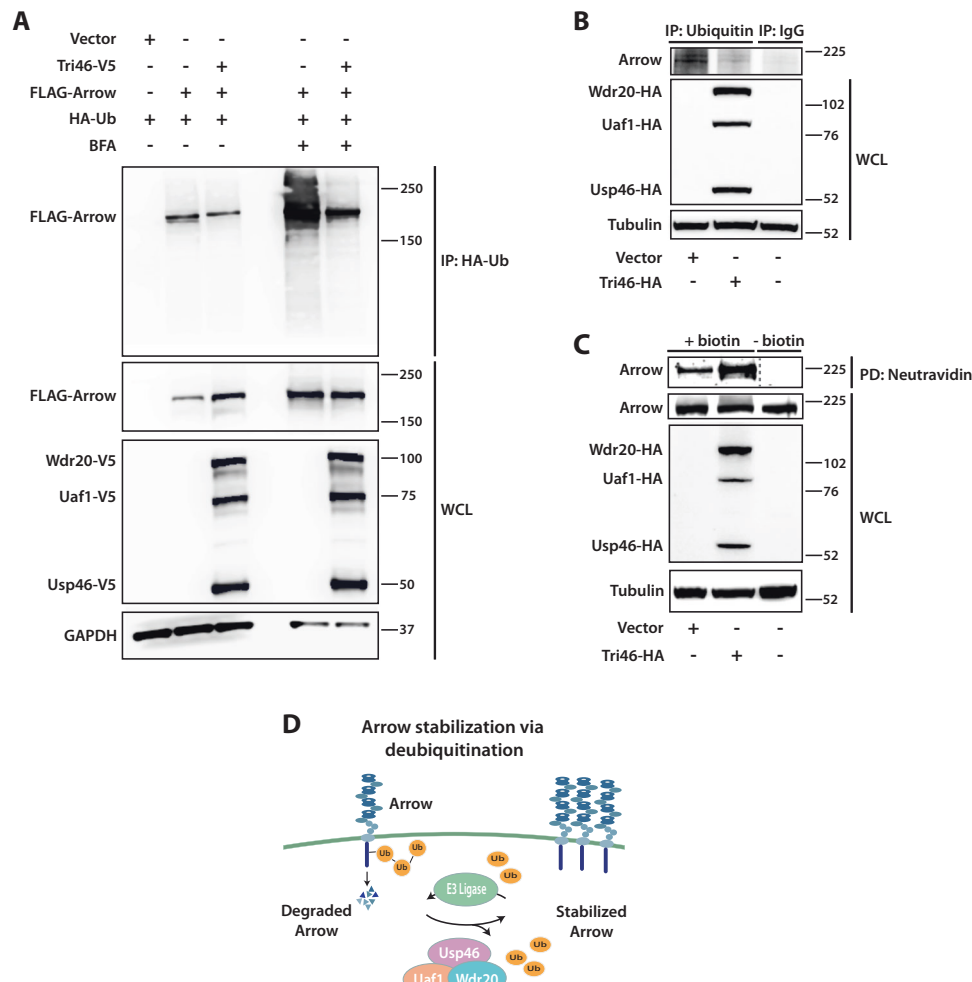 A
Vector + - - - -
Tri46-V5 - - + - +
FLAG-Arrow - + + + +
HA-Ub + + + + +
BFA - - - + +
FLAG-Arrow
250
150
IP: HA-Ub
FLAG-Arrow
250
150
Wdr20-V5
100
Uaf1-V5
75
WCL
Usp46-V5
50
GAPDH
37
B
IP: Ubiquitin IP: IgG
Arrow
225
Wdr20-HA
102
Uaf1-HA
76
WCL
Usp46-HA
52
Tubulin
52
Vector + - -
Tri46-HA - + -
C
+ biotin - biotin
Arrow
225
PD: Neutravidin
Arrow
225
Wdr20-HA
102
Uaf1-HA
76
WCL
Usp46-HA
52
Tubulin
52
Vector + - -
Tri46-HA - + -
D
Arrow stabilization via
deubiquitination
Arrow
Ub
Ub
Ub
Ub
Ub
E3 Ligase
Degraded
Arrow
Stabilized
Arrow
Usp46
Uaf1 Wdr20
Ub
Ub
Ub